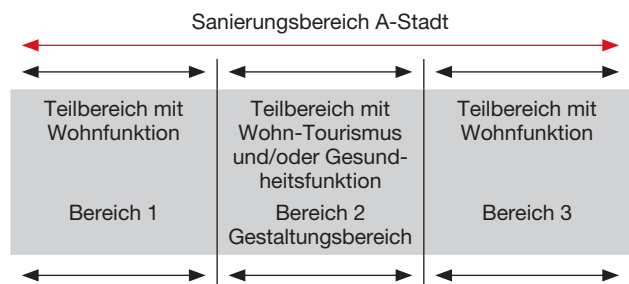 Sanierungsbereich A-Stadt
Teilbereich mit
Wohnfunktion
Bereich 1
Teilbereich mit
Wohn-Tourismus
und/oder Gesund-
heitsfunktion
Bereich 2
Gestaltungsbereich
Teilbereich mit
Wohnfunktion
Bereich 3